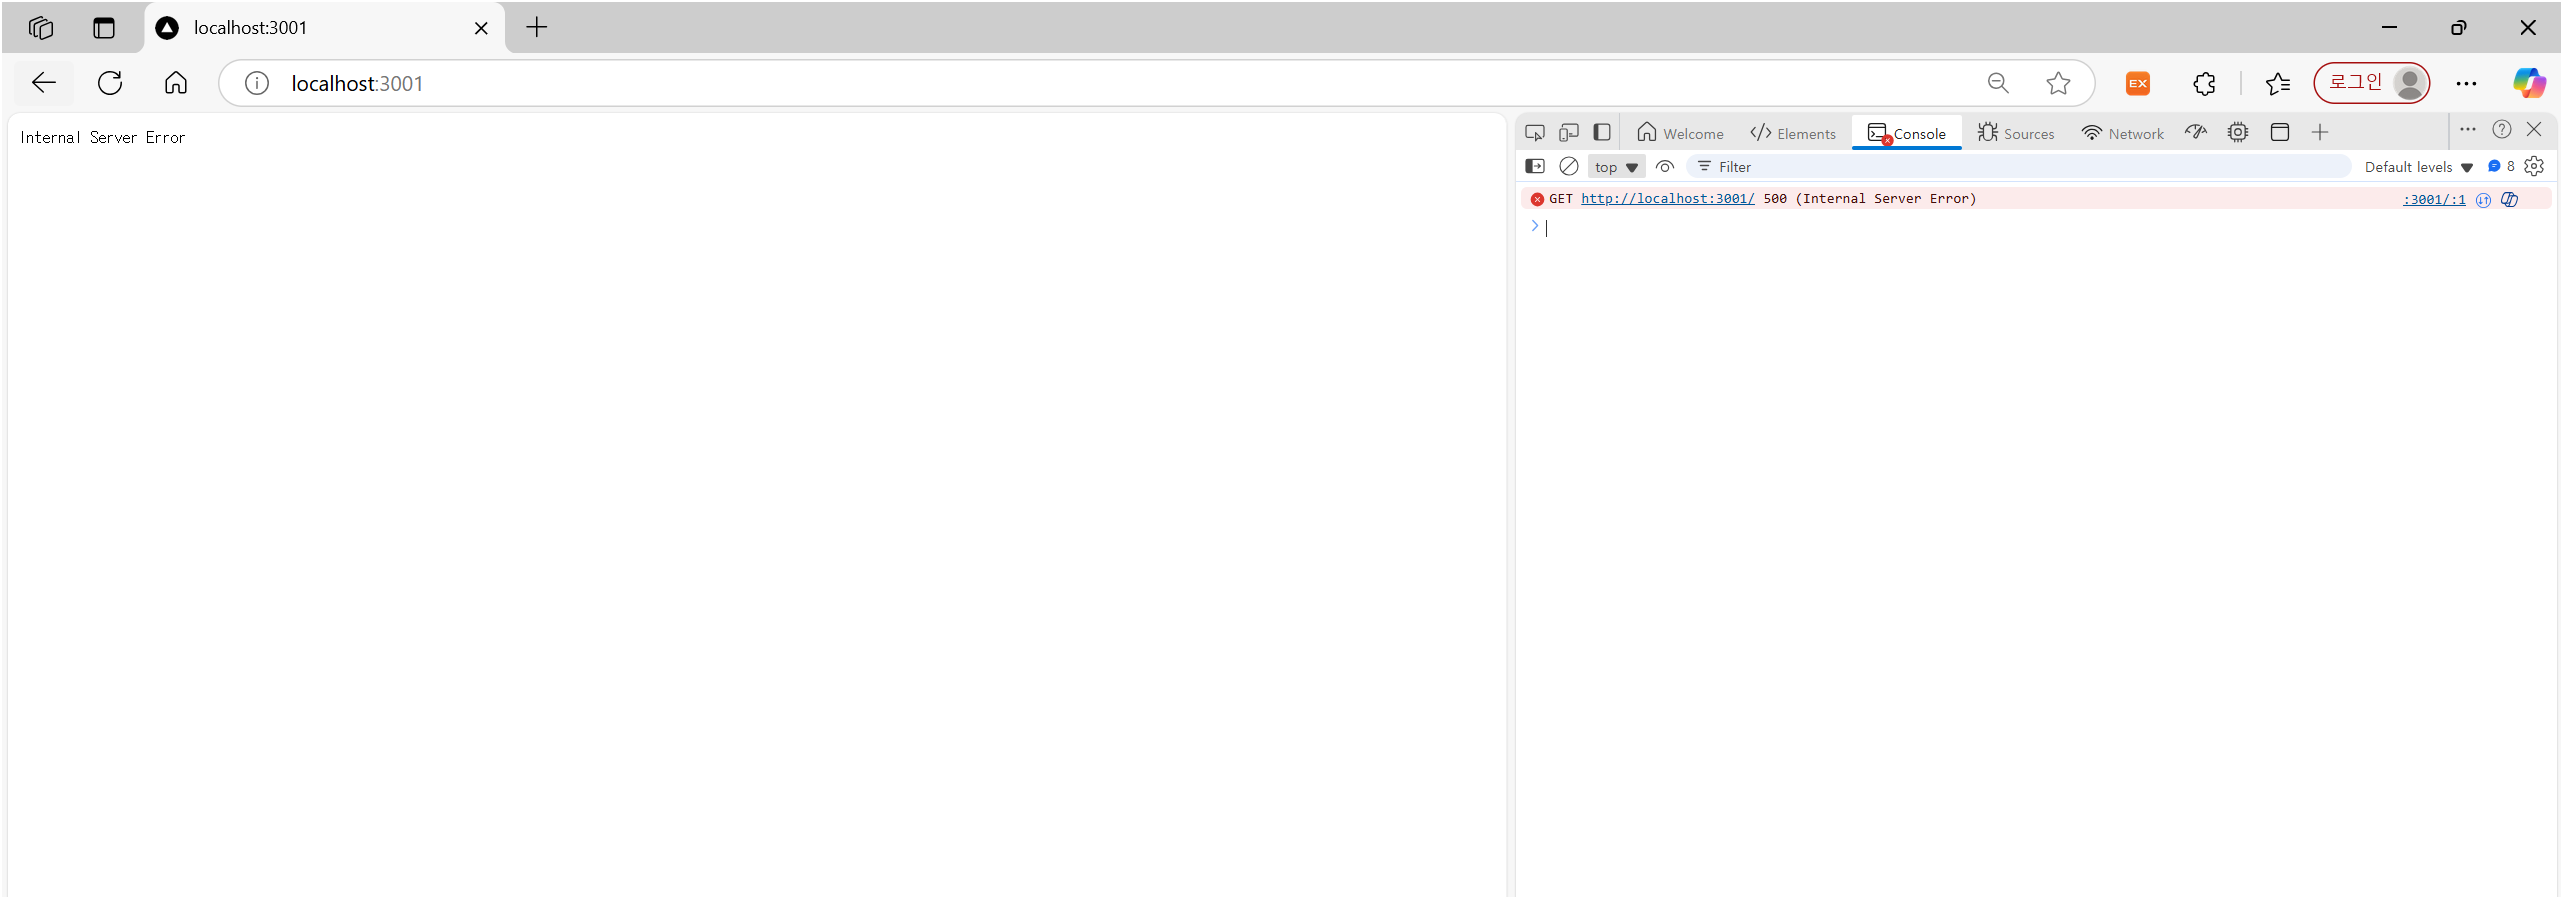 localhost:3001
localhost:3001
EX
로그인
Internal Server Error
Welcome
Elements
Console
Sources
Network
top
Filter
Default levels
8
GET http://localhost:3001/ 500 (Internal Server Error)
:3001/:1